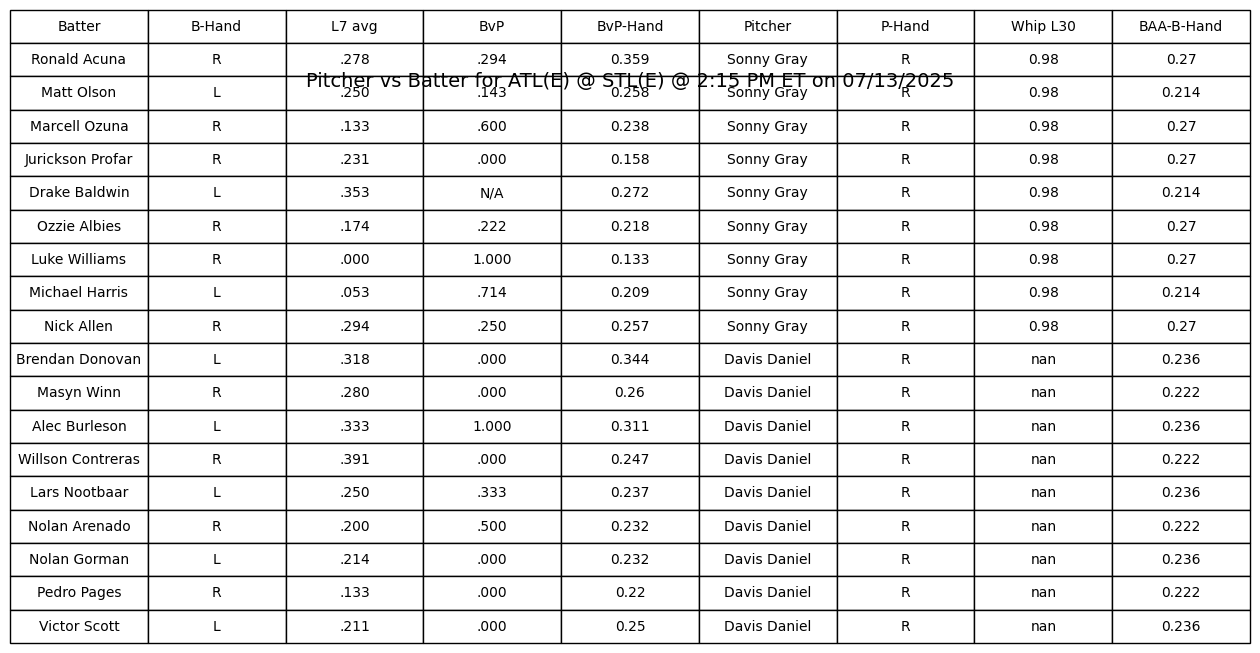 Batter B-Hand L7 avg BvP BvP-Hand Pitcher P-Hand Whip L30 BAA-B-Hand
Ronald Acuna R .278 .294 0.359 Sonny Gray R 0.98 0.27
Pitcher vs Batter for ATL(E) @ STL(E) @ 2:15 PM ET on 07/13/2025
Matt Olson L .250 .143 0.258 Sonny Gray R 0.98 0.214
Marcell Ozuna R .133 .600 0.238 Sonny Gray R 0.98 0.27
Jurickson Profar R .231 .000 0.158 Sonny Gray R 0.98 0.27
Drake Baldwin L .353 N/A 0.272 Sonny Gray R 0.98 0.214
Ozzie Albies R .174 .222 0.218 Sonny Gray R 0.98 0.27
Luke Williams R .000 1.000 0.133 Sonny Gray R 0.98 0.27
Michael Harris L .053 .714 0.209 Sonny Gray R 0.98 0.214
Nick Allen R .294 .250 0.257 Sonny Gray R 0.98 0.27
Brendan Donovan L .318 .000 0.344 Davis Daniel R nan 0.236
Masyn Winn R .280 .000 0.26 Davis Daniel R nan 0.222
Alec Burleson L .333 1.000 0.311 Davis Daniel R nan 0.236
Willson Contreras R .391 .000 0.247 Davis Daniel R nan 0.222
Lars Nootbaar L .250 .333 0.237 Davis Daniel R nan 0.236
Nolan Arenado R .200 .500 0.232 Davis Daniel R nan 0.222
Nolan Gorman L .214 .000 0.232 Davis Daniel R nan 0.236
Pedro Pages R .133 .000 0.22 Davis Daniel R nan 0.222
Victor Scott L .211 .000 0.25 Davis Daniel R nan 0.236